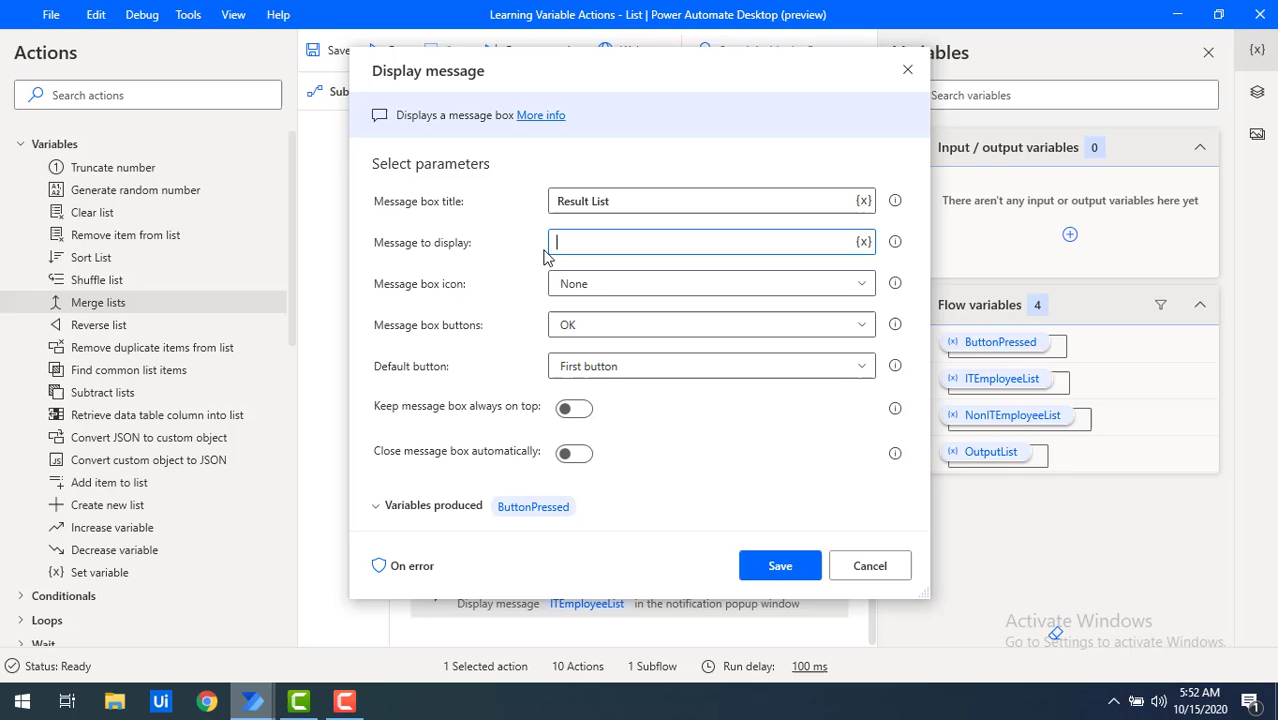 File Edit Debug Tools View Help Learning Variable Actions - List | Power Automate Desktop (preview)
Actions
Search actions
Variables
Truncate number
Generate random number
Clear list
Remove item from list
Sort List
Shuffle list
Merge lists
Reverse list
Remove duplicate items from list
Find common list items
Subtract lists
Retrieve data table column into list
Convert JSON to custom object
Convert custom object to JSON
Add item to list
Create new list
Increase variable
Decrease variable
{x} Set variable
Conditionals
Loops
Wait
Save
Sub
Display message
Displays a message box More info
Select parameters
Message box title: Result List {x}
Message to display: {x}
Message box icon: None
Message box buttons: OK
Default button: First button
Keep message box always on top:
Close message box automatically:
Variables produced ButtonPressed
On error Save Cancel
Display message ITEmployeeList in the notification popup window
ables {x}
Search variables
Input / output variables 0
There aren't any input or output variables here yet
Flow variables 4
{x} ButtonPressed
{x} ITEmployeeList
{x} NonITEmployeeList
{x} OutputList
Activate Windows
Go to Settings to activate Windows.
Status: Ready 1 Selected action 10 Actions 1 Subflow Run delay: 100 ms
Ui C C 5:52 AM
10/15/2020 1